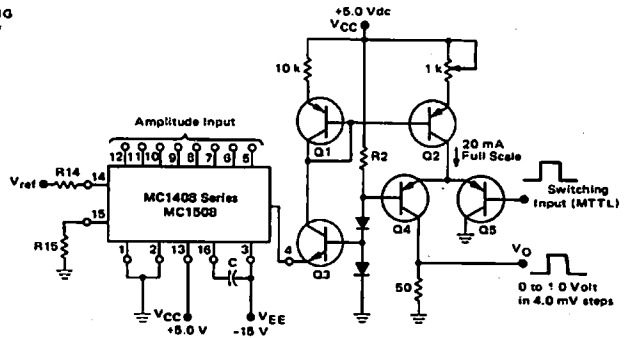 NG
+5.0 Vdc
VCC
10 k
1 k
Amplitude Input
12 11 10 9 8 7 6 5
Q1
Q2
20 mA
Full Scale
R2
R14
Vref
14
MC1408 Series
MC1508
15
R15
Q4
Q5
Switching
Input (MTTL)
1 2 13 16 3
4
Q3
VO
C
50
0 to 1.0 Volt
in 4.0 mV steps
VCC
+5.0 V
VEE
-15 V